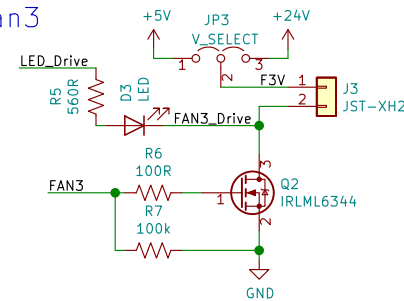 an3
+5V
JP3
+24V
V_SELECT
1
3
2
LED_Drive
F3V
1
2
J3
JST-XH2
R5
560R
D3
LED
FAN3_Drive
R6
100R
3
FAN3
1
Q2
IRLML6344
R7
100k
2
GND